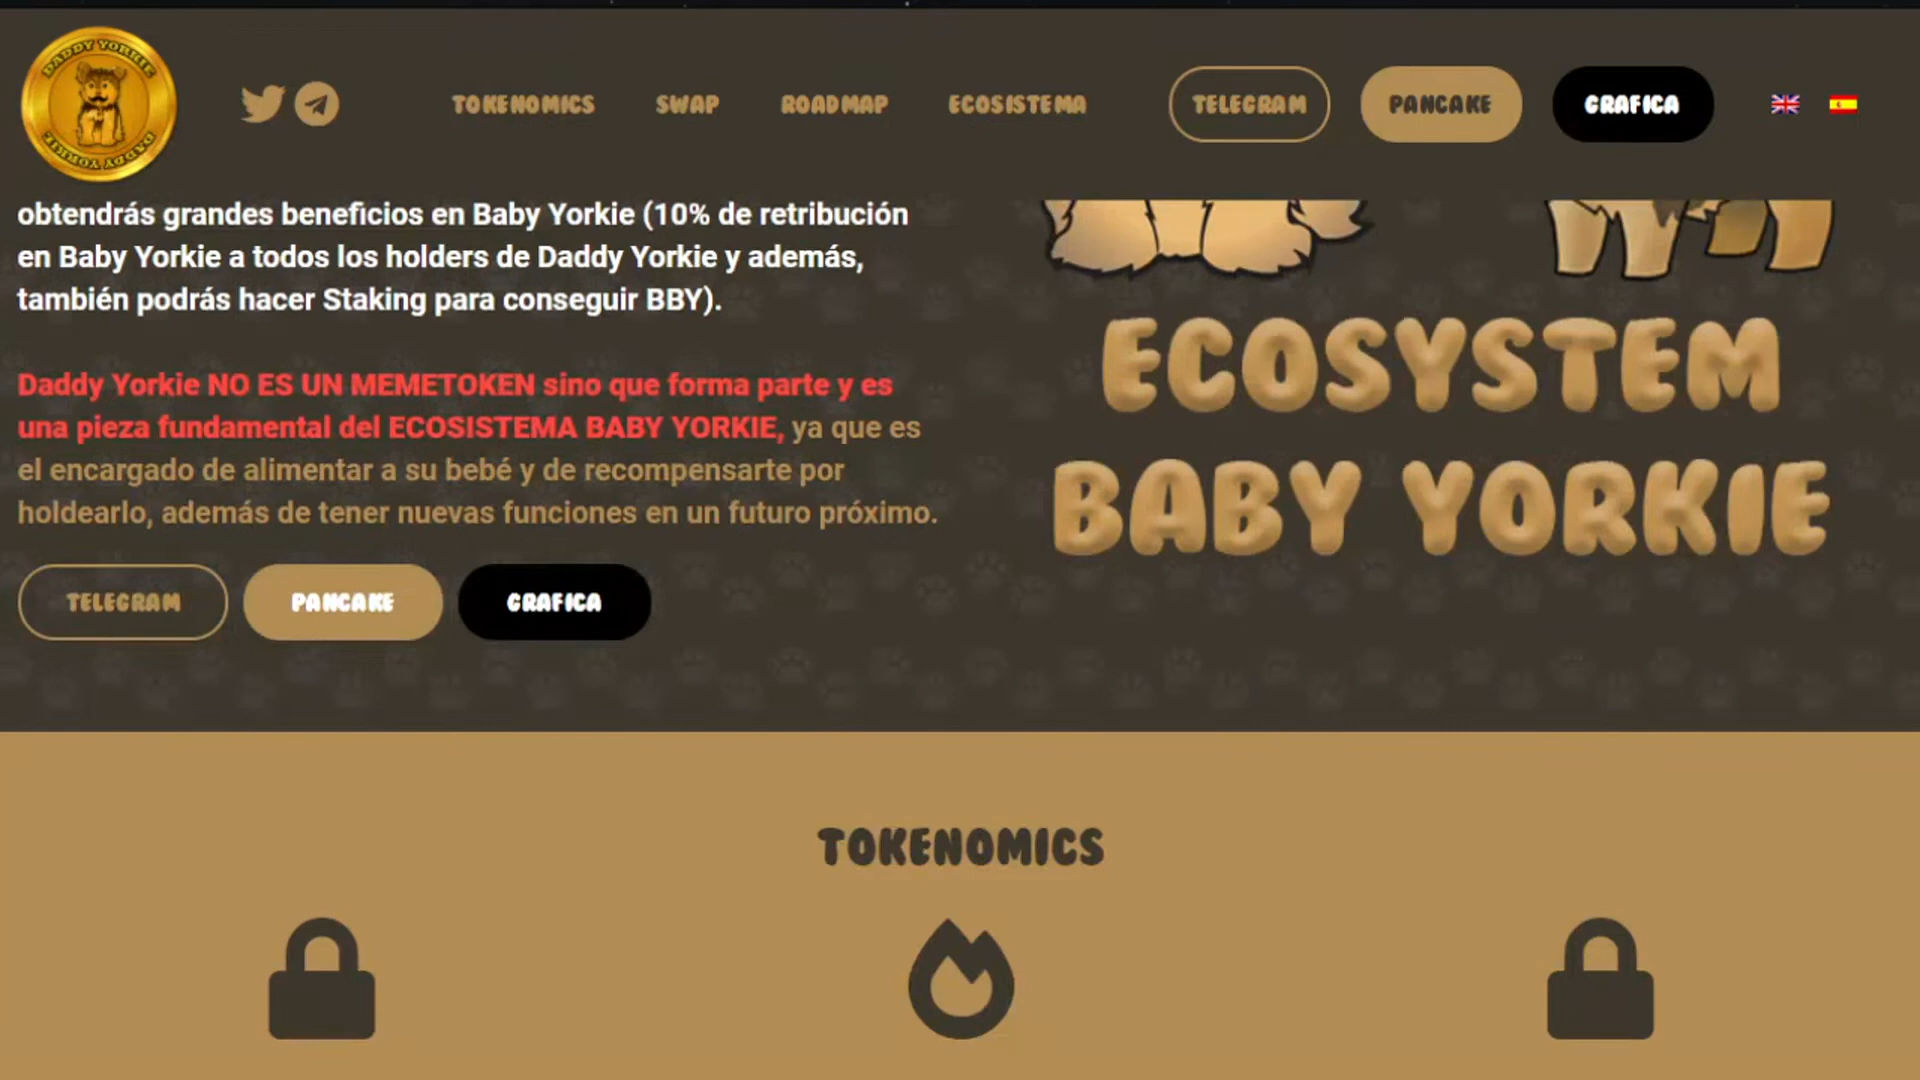 DADDY YORKIE
DADDY YORKIE
TOKENOMICS
SWAP
ROADMAP
ECOSISTEMA
TELEGRAM
PANCAKE
GRAFICA
obtendrás grandes beneficios en Baby Yorkie (10% de retribución
en Baby Yorkie a todos los holders de Daddy Yorkie y además,
también podrás hacer Staking para conseguir BBY).
Daddy Yorkie NO ES UN MEMETOKEN sino que forma parte y es
una pieza fundamental del ECOSISTEMA BABY YORKIE, ya que es
el encargado de alimentar a su bebé y de recompensarte por
holdearlo, además de tener nuevas funciones en un futuro próximo.
TELEGRAM
PANCAKE
GRAFICA
ECOSYSTEM
BABY YORKIE
TOKENOMICS